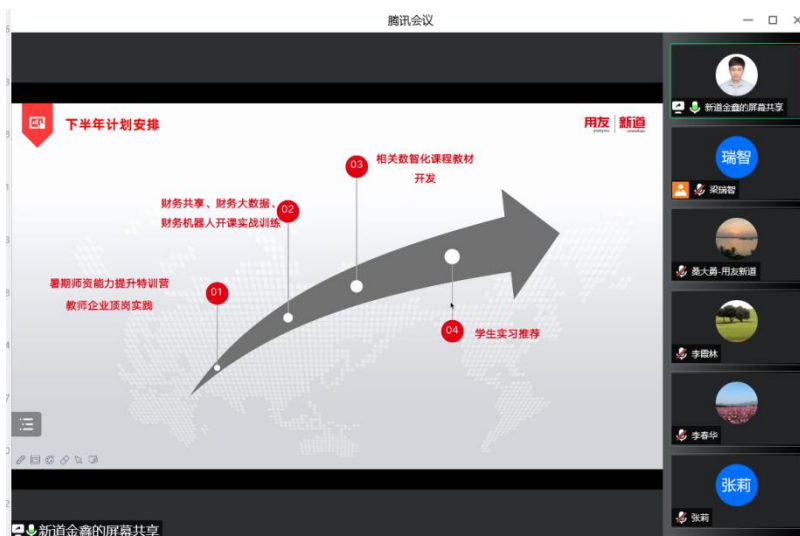 腾讯会议
下半年计划安排
用友 新道
03
相关数智化课程教材
开发
财务共享、财务大数据、
财务机器人开课实战训练
02
暑期师资能力提升特训营
教师企业顶岗实践
01
04
学生实习推荐
新道金鑫的屏幕共享
新道金鑫的屏幕共享
瑞智
梁瑞智
桑大勇-用友新道
李霞林
李春华
张莉
张莉